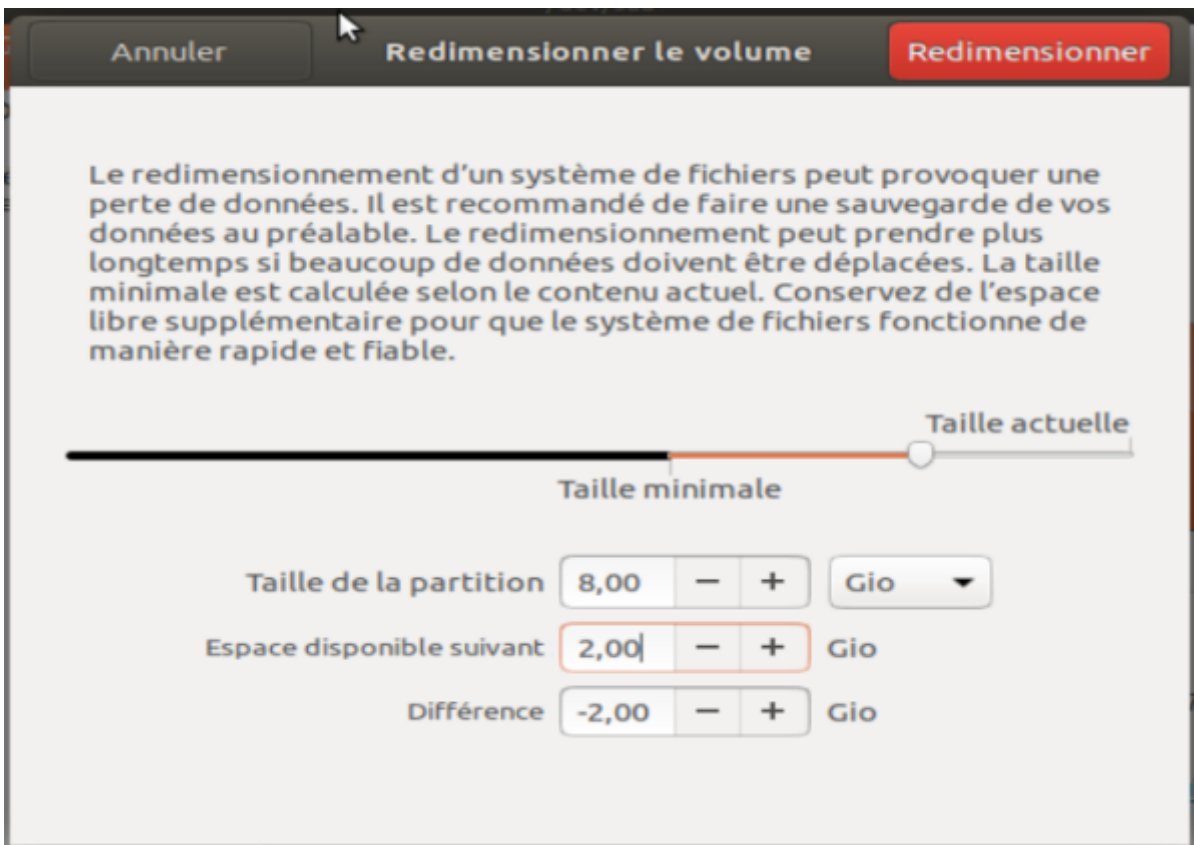 Annuler Redimensionner le volume Redimensionner
Le redimensionnement d'un système de fichiers peut provoquer une
perte de données. Il est recommandé de faire une sauvegarde de vos
données au préalable. Le redimensionnement peut prendre plus
longtemps si beaucoup de données doivent être déplacées. La taille
minimale est calculée selon le contenu actuel. Conservez de l'espace
libre supplémentaire pour que le système de fichiers fonctionne de
manière rapide et fiable.
Taille actuelle
Taille minimale
Taille de la partition 8,00 − + Gio
Espace disponible suivant 2,00 − + Gio
Différence -2,00 − + Gio